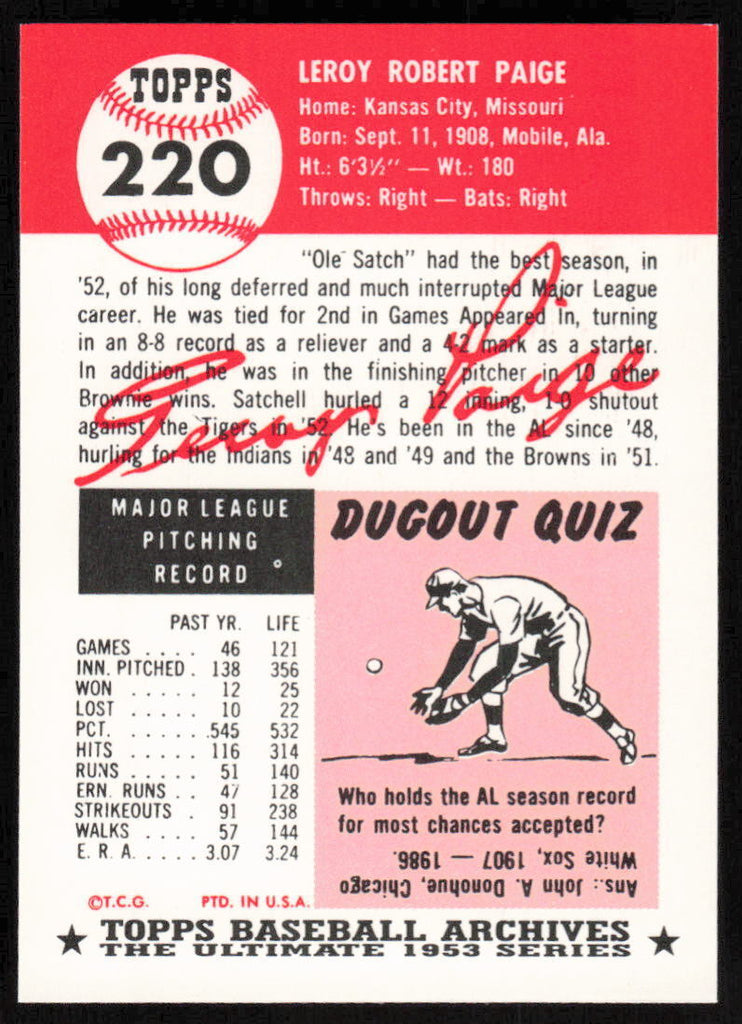 TOPPS
220
LEROY ROBERT PAIGE
Home: Kansas City, Missouri
Born: Sept. 11, 1908, Mobile, Ala.
Ht.: 6'3½'' — Wt.: 180
Throws: Right — Bats: Right
"Ole Satch" had the best season, in
'52, of his long deferred and much interrupted Major League
career. He was tied for 2nd in Games Appeared In, turning
in an 8-8 record as a reliever and a 4-2 mark as a starter.
In addition, he was in the finishing pitcher in 10 other
Brownie wins. Satchell hurled a 12 inning, 1-0 shutout
against the Tigers in '52. He's been in the AL since '48,
hurling for the Indians in '48 and '49 and the Browns in '51.
Leroy Paige
MAJOR LEAGUE
PITCHING
RECORD °
PAST YR. LIFE
GAMES .... 46 121
INN. PITCHED . 138 356
WON ..... 12 25
LOST ..... 10 22
PCT. ..... .545 532
HITS ..... 116 314
RUNS ..... 51 140
ERN. RUNS .. 47 128
STRIKEOUTS . 91 238
WALKS .... 57 144
E. R. A. .... 3.07 3.24
©T.C.G. PTD. IN U.S.A.
DUGOUT QUIZ
Who holds the AL season record
for most chances accepted?
Ans.: John A. Donohue, Chicago,
White Sox, 1907 — 1986.
★ TOPPS BASEBALL ARCHIVES ★
THE ULTIMATE 1953 SERIES